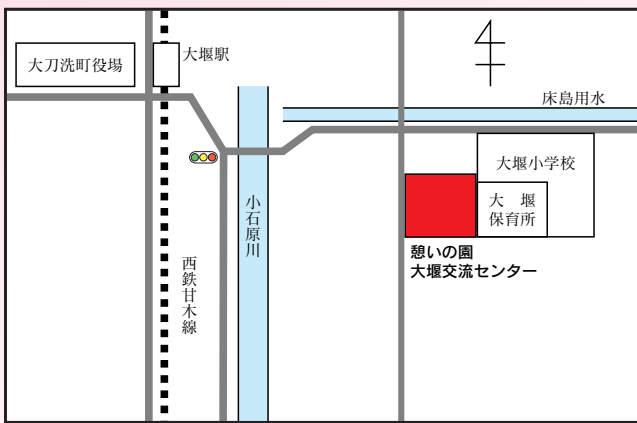 大刀洗町役場
大堰駅
床島用水
大堰小学校
大　堰
保育所
小石原川
憩いの園
大堰交流センター
西鉄甘木線